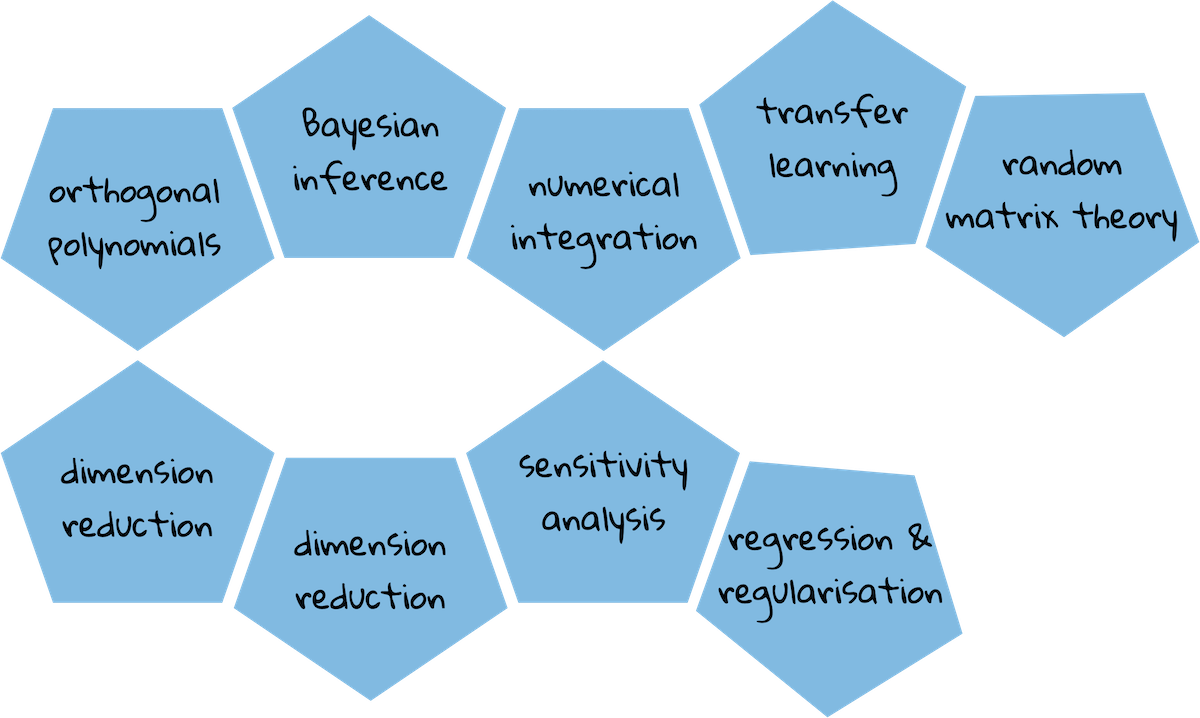 orthogonal
polynomials
Bayesian
inference
numerical
integration
transfer
learning
random
matrix theory
dimension
reduction
dimension
reduction
sensitivity
analysis
regression &
regularisation